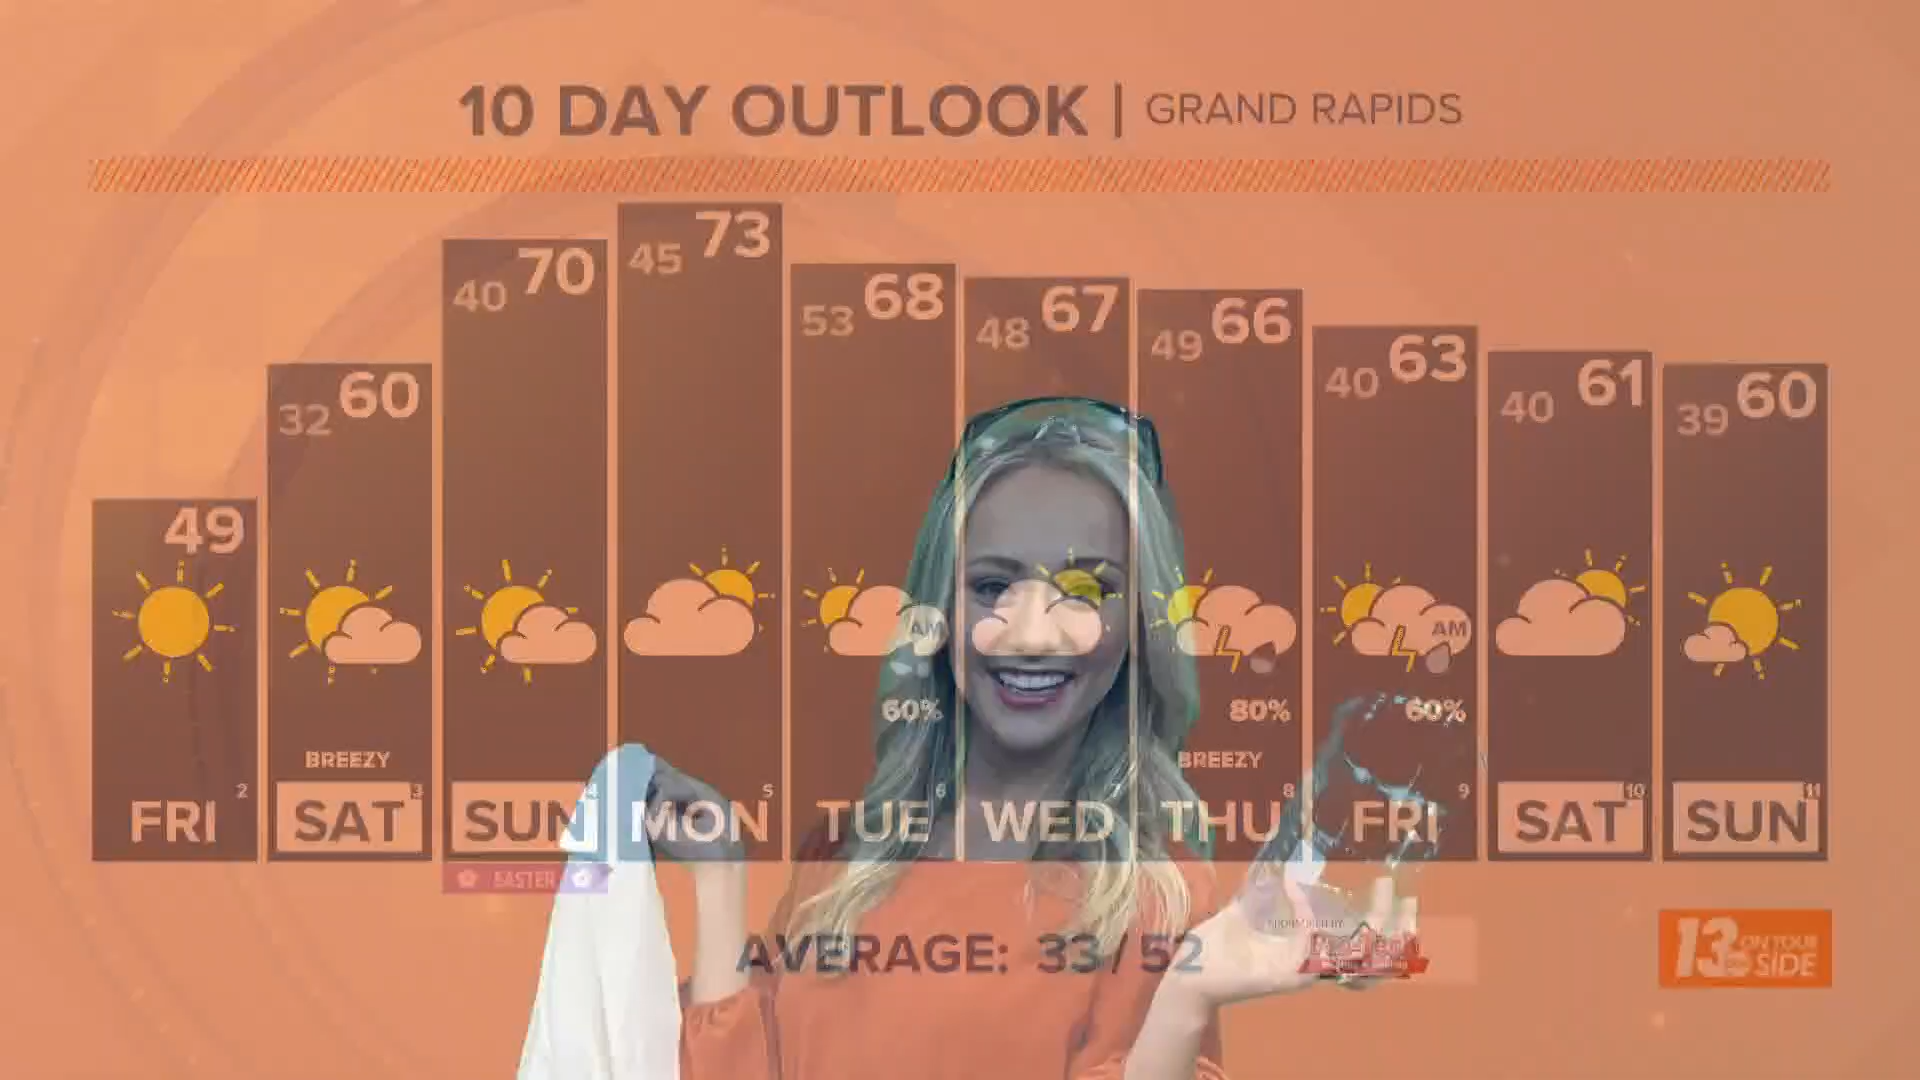 10 DAY OUTLOOK | GRAND RAPIDS
49
32 60
40 70
45 73
53 68
48 67
49 66
40 63
40 61
39 60
AM
AM
60%
80%
60%
BREEZY
BREEZY
FRI 2
SAT 3
SUN 4
MON 5
TUE 6
WED 7
THU 8
FRI 9
SAT 10
SUN 11
EASTER
AVERAGE: 33/52
SPONSORED BY
13 ON YOUR SIDE